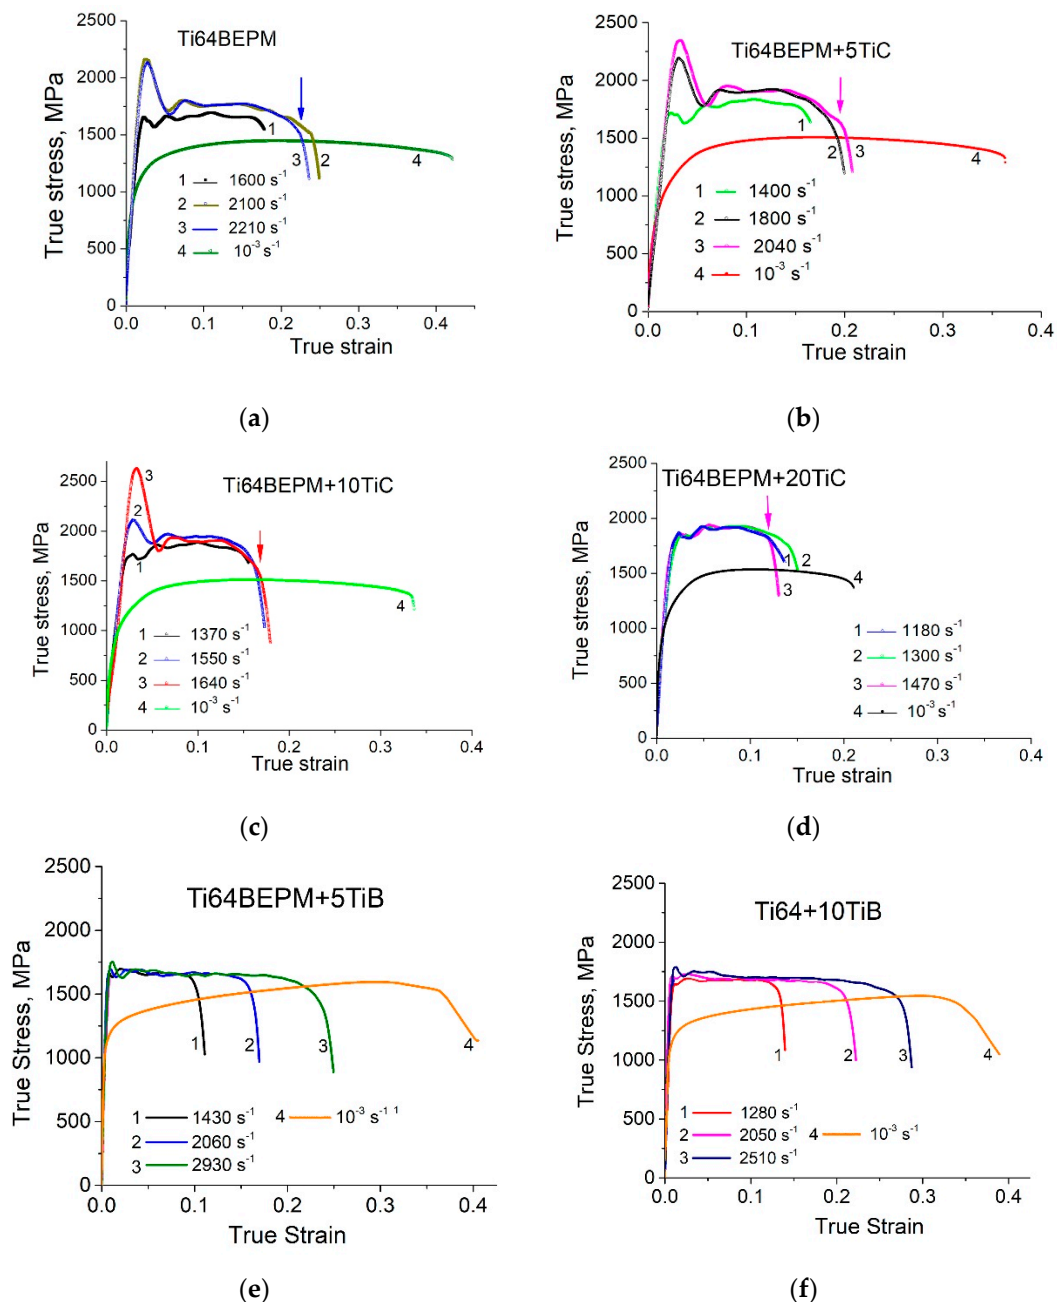 2500
2000
1500
1000
500
0
True stress, MPa
Ti64BEPM
1
3
2
4
1 1600 s-1
2 2100 s-1
3 2210 s-1
4 10-3 s-1
0.0 0.1 0.2 0.3 0.4
True strain
(a)
2500
2000
1500
1000
500
0
True stress, MPa
Ti64BEPM+5TiC
1
2 3
4
1 1400 s-1
2 1800 s-1
3 2040 s-1
4 10-3 s-1
0.0 0.1 0.2 0.3 0.4
True strain
(b)
2500
2000
1500
1000
500
0
True stress, MPa
Ti64BEPM+10TiC
3
2
1
4
1 1370 s-1
2 1550 s-1
3 1640 s-1
4 10-3 s-1
0.0 0.1 0.2 0.3 0.4
True strain
(c)
2500
2000
1500
1000
500
0
True stress, MPa
Ti64BEPM+20TiC
1 2
3
4
1 1180 s-1
2 1300 s-1
3 1470 s-1
4 10-3 s-1
0.0 0.1 0.2 0.3 0.4
True strain
(d)
2500
2000
1500
1000
500
0
True Stress, MPa
Ti64BEPM+5TiB
1 2 3 4
1 1430 s-1 4 10-3 s-1 1
2 2060 s-1
3 2930 s-1
0.0 0.1 0.2 0.3 0.4
True Strain
(e)
2500
2000
1500
1000
500
0
True Stress, MPa
Ti64+10TiB
1 2 3 4
1 1280 s-1
2 2050 s-1 4 10-3 s-1
3 2510 s-1
0.0 0.1 0.2 0.3 0.4
True Strain
(f)